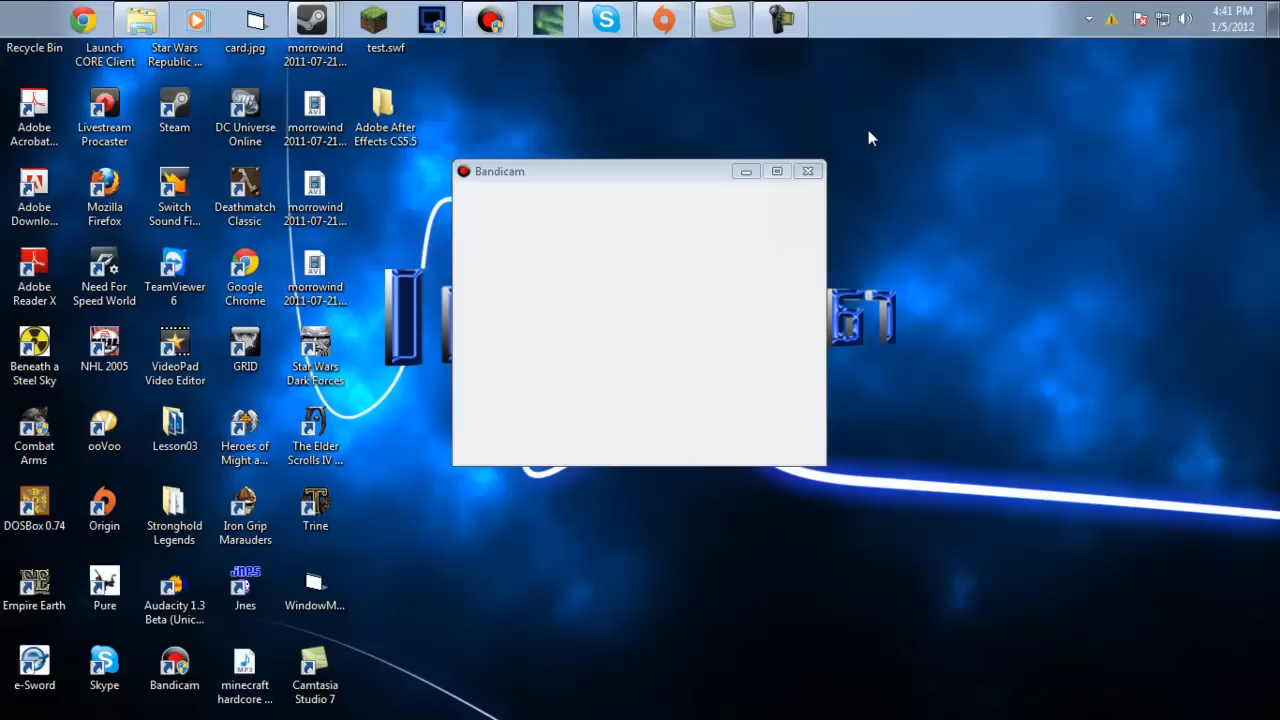 4:41 PM
1/5/2012
Recycle Bin
Launch
CORE Client
Star Wars
Republic ...
card.jpg
morrowind
2011-07-21...
test.swf
Adobe
Acrobat...
Livestream
Procaster
Steam
DC Universe
Online
morrowind
2011-07-21...
Adobe After
Effects CS5.5
Bandicam
Adobe
Downlo...
Mozilla
Firefox
Switch
Sound Fi...
Deathmatch
Classic
morrowind
2011-07-21...
Adobe
Reader X
Need For
Speed World
TeamViewer
6
Google
Chrome
morrowind
2011-07-21...
67
Beneath a
Steel Sky
NHL 2005
VideoPad
Video Editor
GRID
Star Wars
Dark Forces
Combat
Arms
ooVoo
Lesson03
Heroes of
Might a...
The Elder
Scrolls IV ...
DOSBox 0.74
Origin
Stronghold
Legends
Iron Grip
Marauders
Trine
Empire Earth
Pure
Audacity 1.3
Beta (Unic...
Jnes
Jnes
WindowM...
e-Sword
Skype
Bandicam
MP3
minecraft
hardcore ...
Camtasia
Studio 7